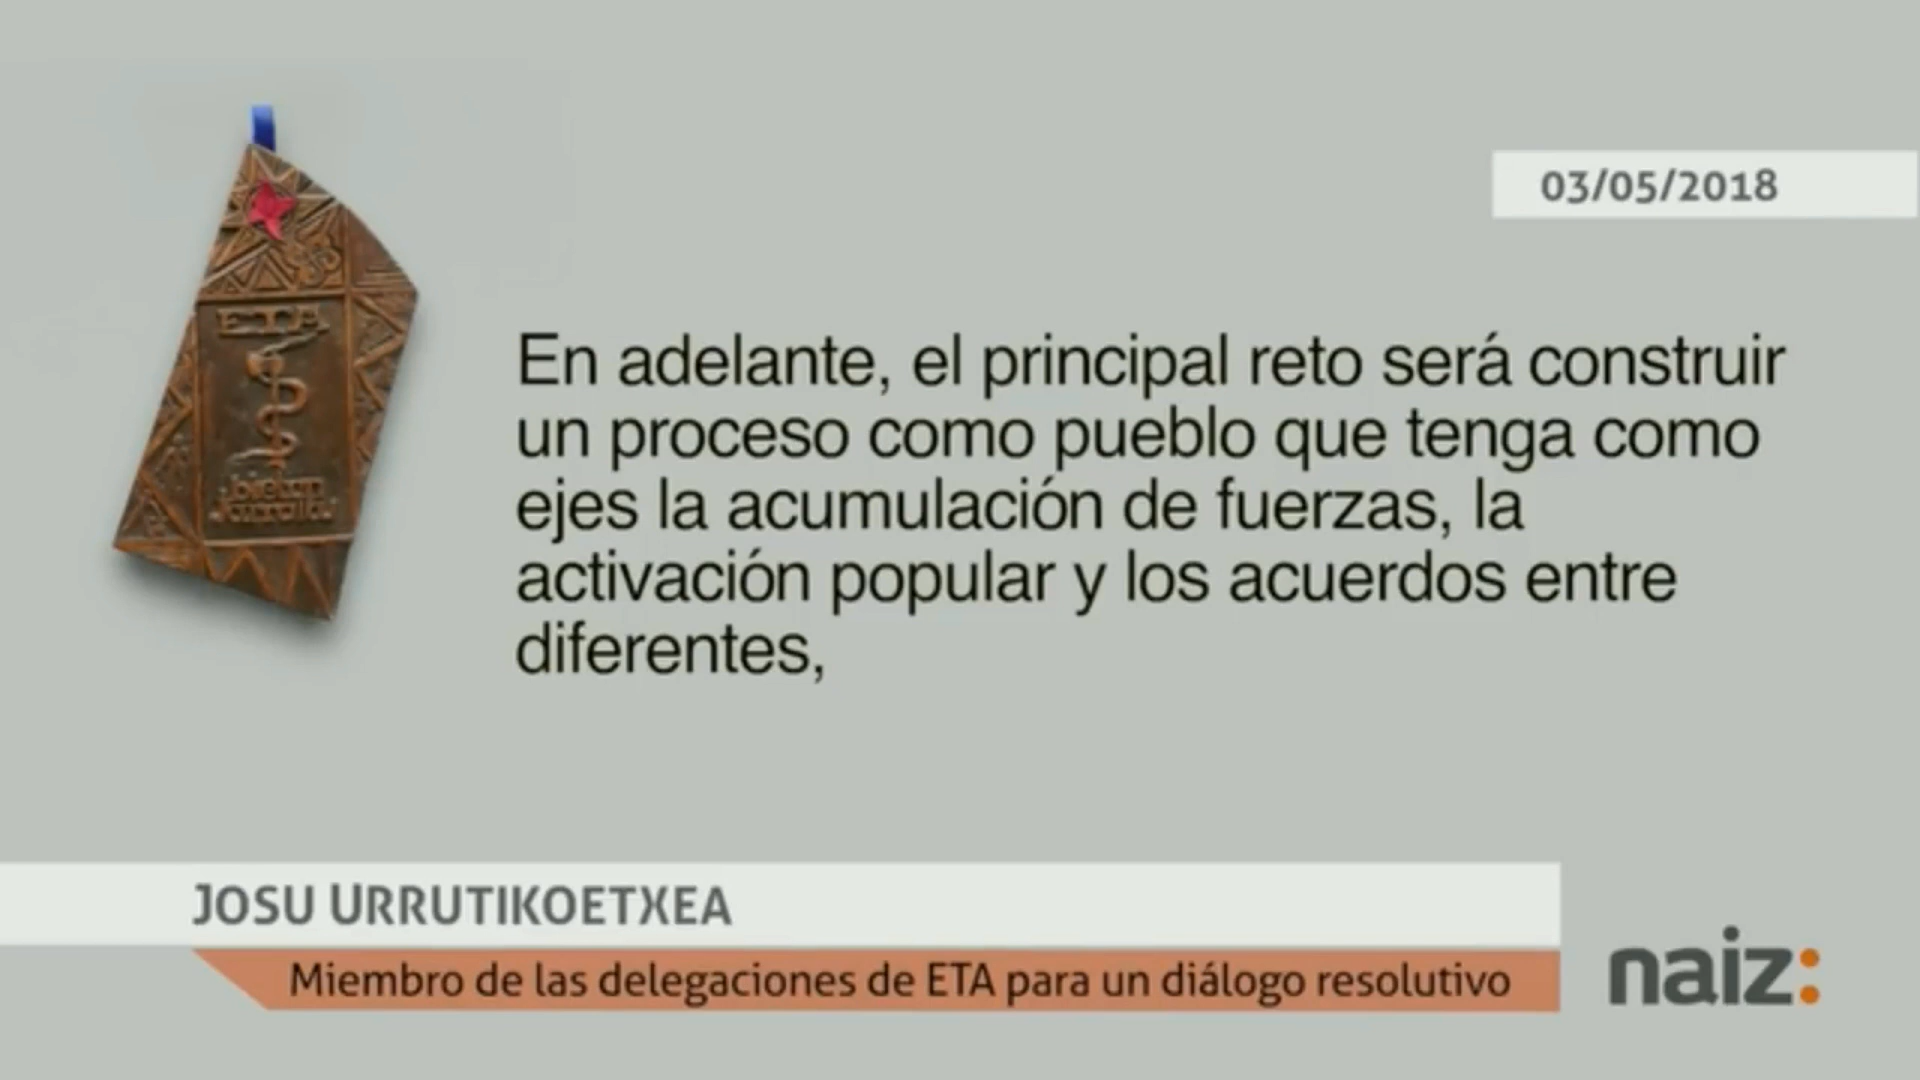 ETA
bietan
jarrai
03/05/2018
En adelante, el principal reto será construir
un proceso como pueblo que tenga como
ejes la acumulación de fuerzas, la
activación popular y los acuerdos entre
diferentes,
JOSU URRUTIKOETXEA
Miembro de las delegaciones de ETA para un diálogo resolutivo
naiz: